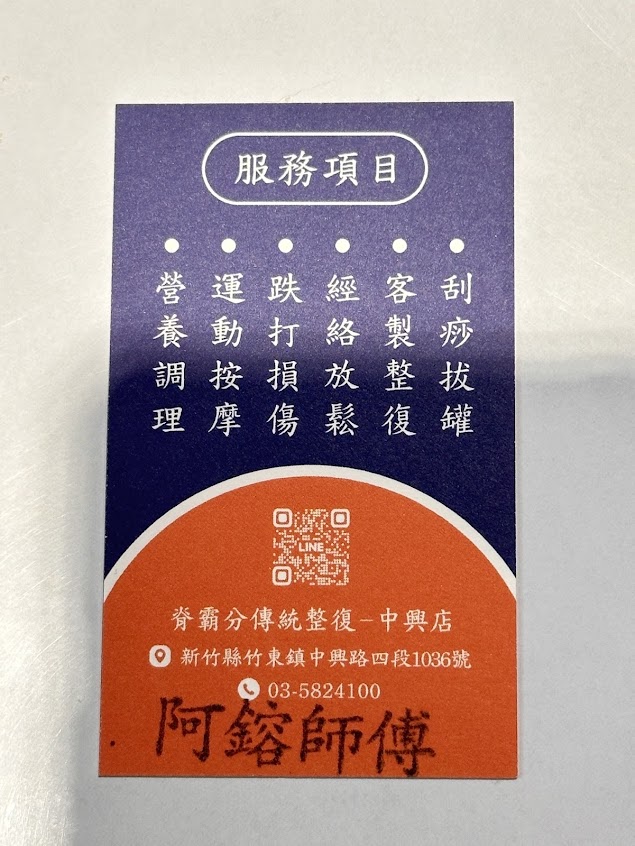 服務項目
刮痧拔罐
客製整復
經絡放鬆
跌打損傷
運動按摩
營養調理
LINE
脊霸分傳統整復–中興店
新竹縣竹東鎮中興路四段1036號
03-5824100
阿鎔師傅